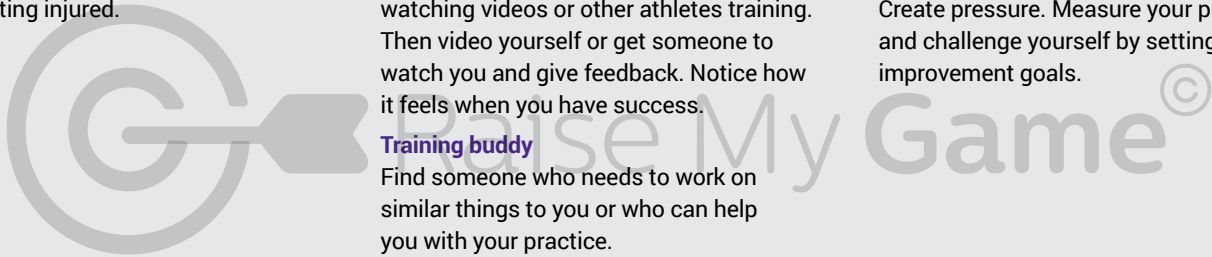 ting injured.
watching videos or other athletes training.
Then video yourself or get someone to
watch you and give feedback. Notice how
it feels when you have success.
Training buddy
Find someone who needs to work on
similar things to you or who can help
you with your practice.
Create pressure. Measure your p
and challenge yourself by setting
improvement goals.
Raise My Game©